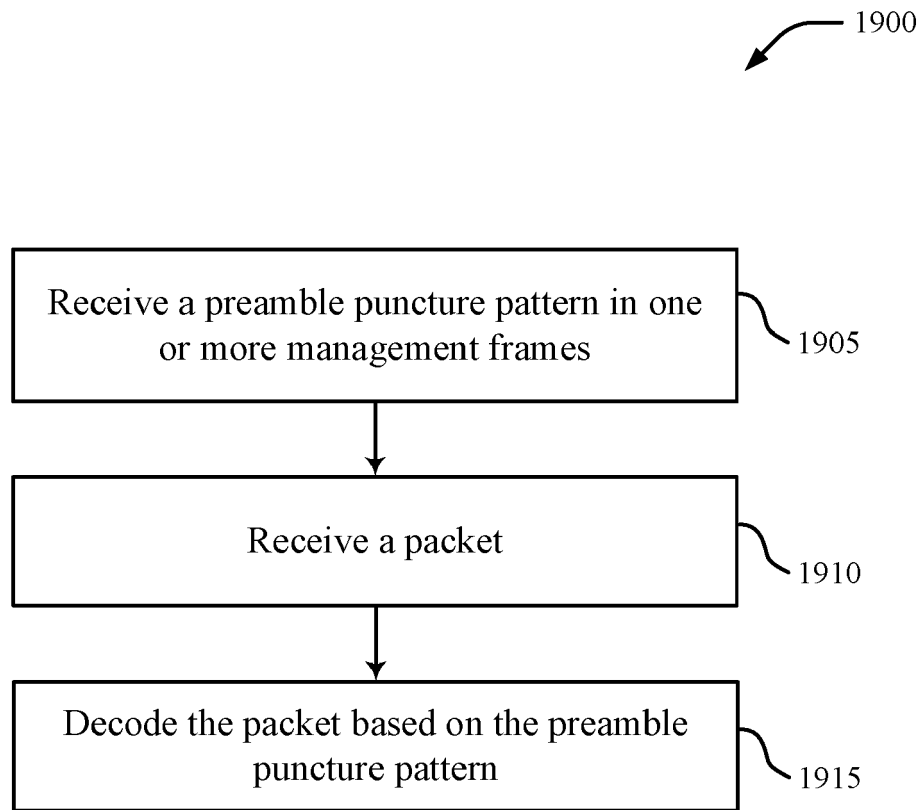 1900
Receive a preamble puncture pattern in one
or more management frames
1905
Receive a packet
1910
Decode the packet based on the preamble
puncture pattern
1915